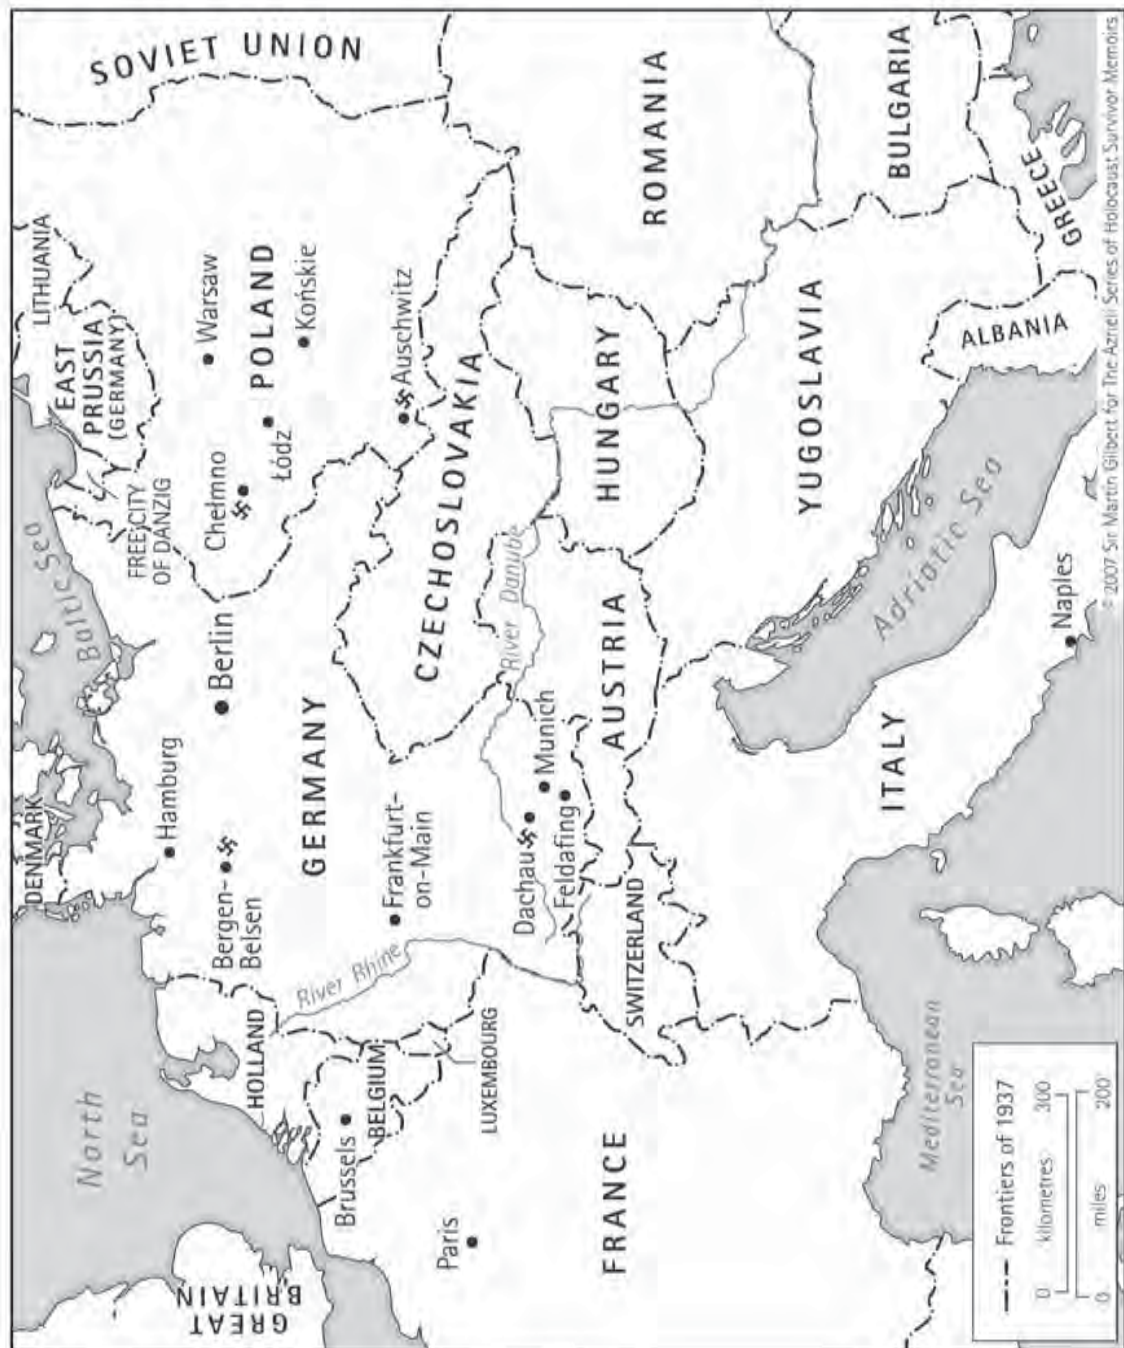 North
Sea
DENMARK
Baltic Sea
LITHUANIA
EAST
PRUSSIA
(GERMANY)
FREE CITY
OF DANZIG
SOVIET UNION
GREAT
BRITAIN
HOLLAND
Hamburg
Bergen-
Belsen
Berlin
Chełmno
Warsaw
POLAND
Łódź
Końskie
Brussels
BELGIUM
River Rhine
GERMANY
Frankfurt-
on-Main
Auschwitz
Paris
LUXEMBOURG
CZECHOSLOVAKIA
River Danube
Dachau
Munich
Feldafing
FRANCE
SWITZERLAND
AUSTRIA
HUNGARY
ROMANIA
YUGOSLAVIA
BULGARIA
ITALY
Adriatic Sea
ALBANIA
GREECE
Naples
Mediterranean
Sea
Frontiers of 1937
0 300
kilometres
0 miles 200
© 2007 Sir Martin Gilbert for The Azrieli Series of Holocaust Survivor Memoirs